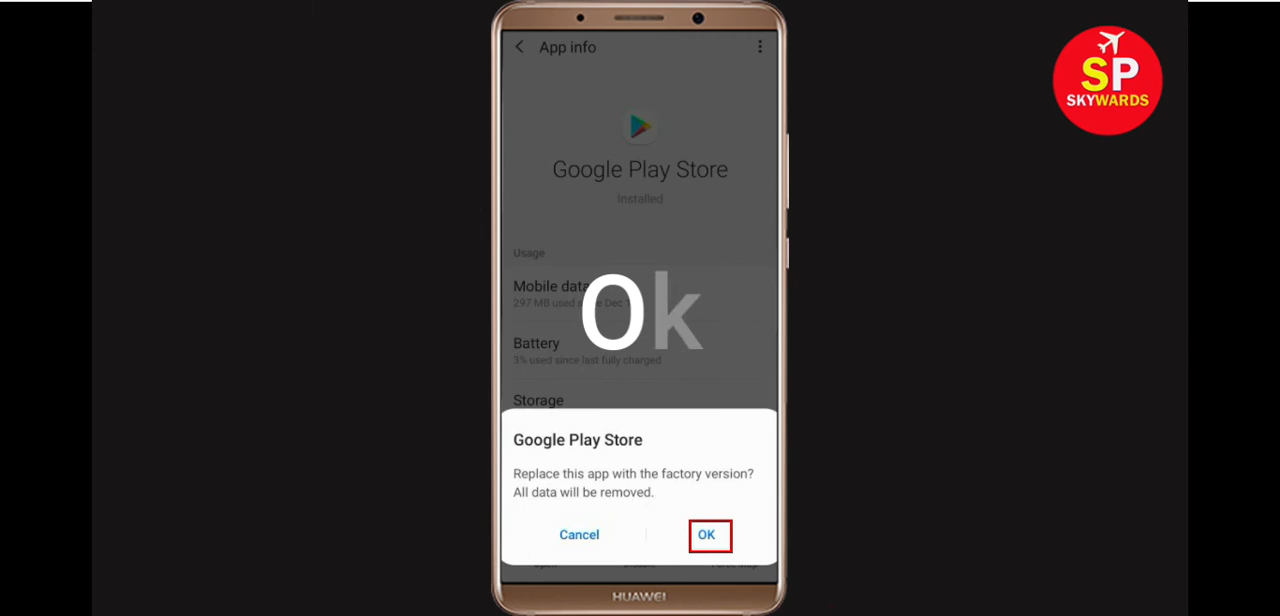 App info
SP
SKYWARDS
Google Play Store
Installed
Usage
Mobile data
297 MB used
Dec 1
Ok
Battery
3% used since last fully charged
Storage
Google Play Store
Replace this app with the factory version?
All data will be removed.
Cancel
OK
HUAWEI